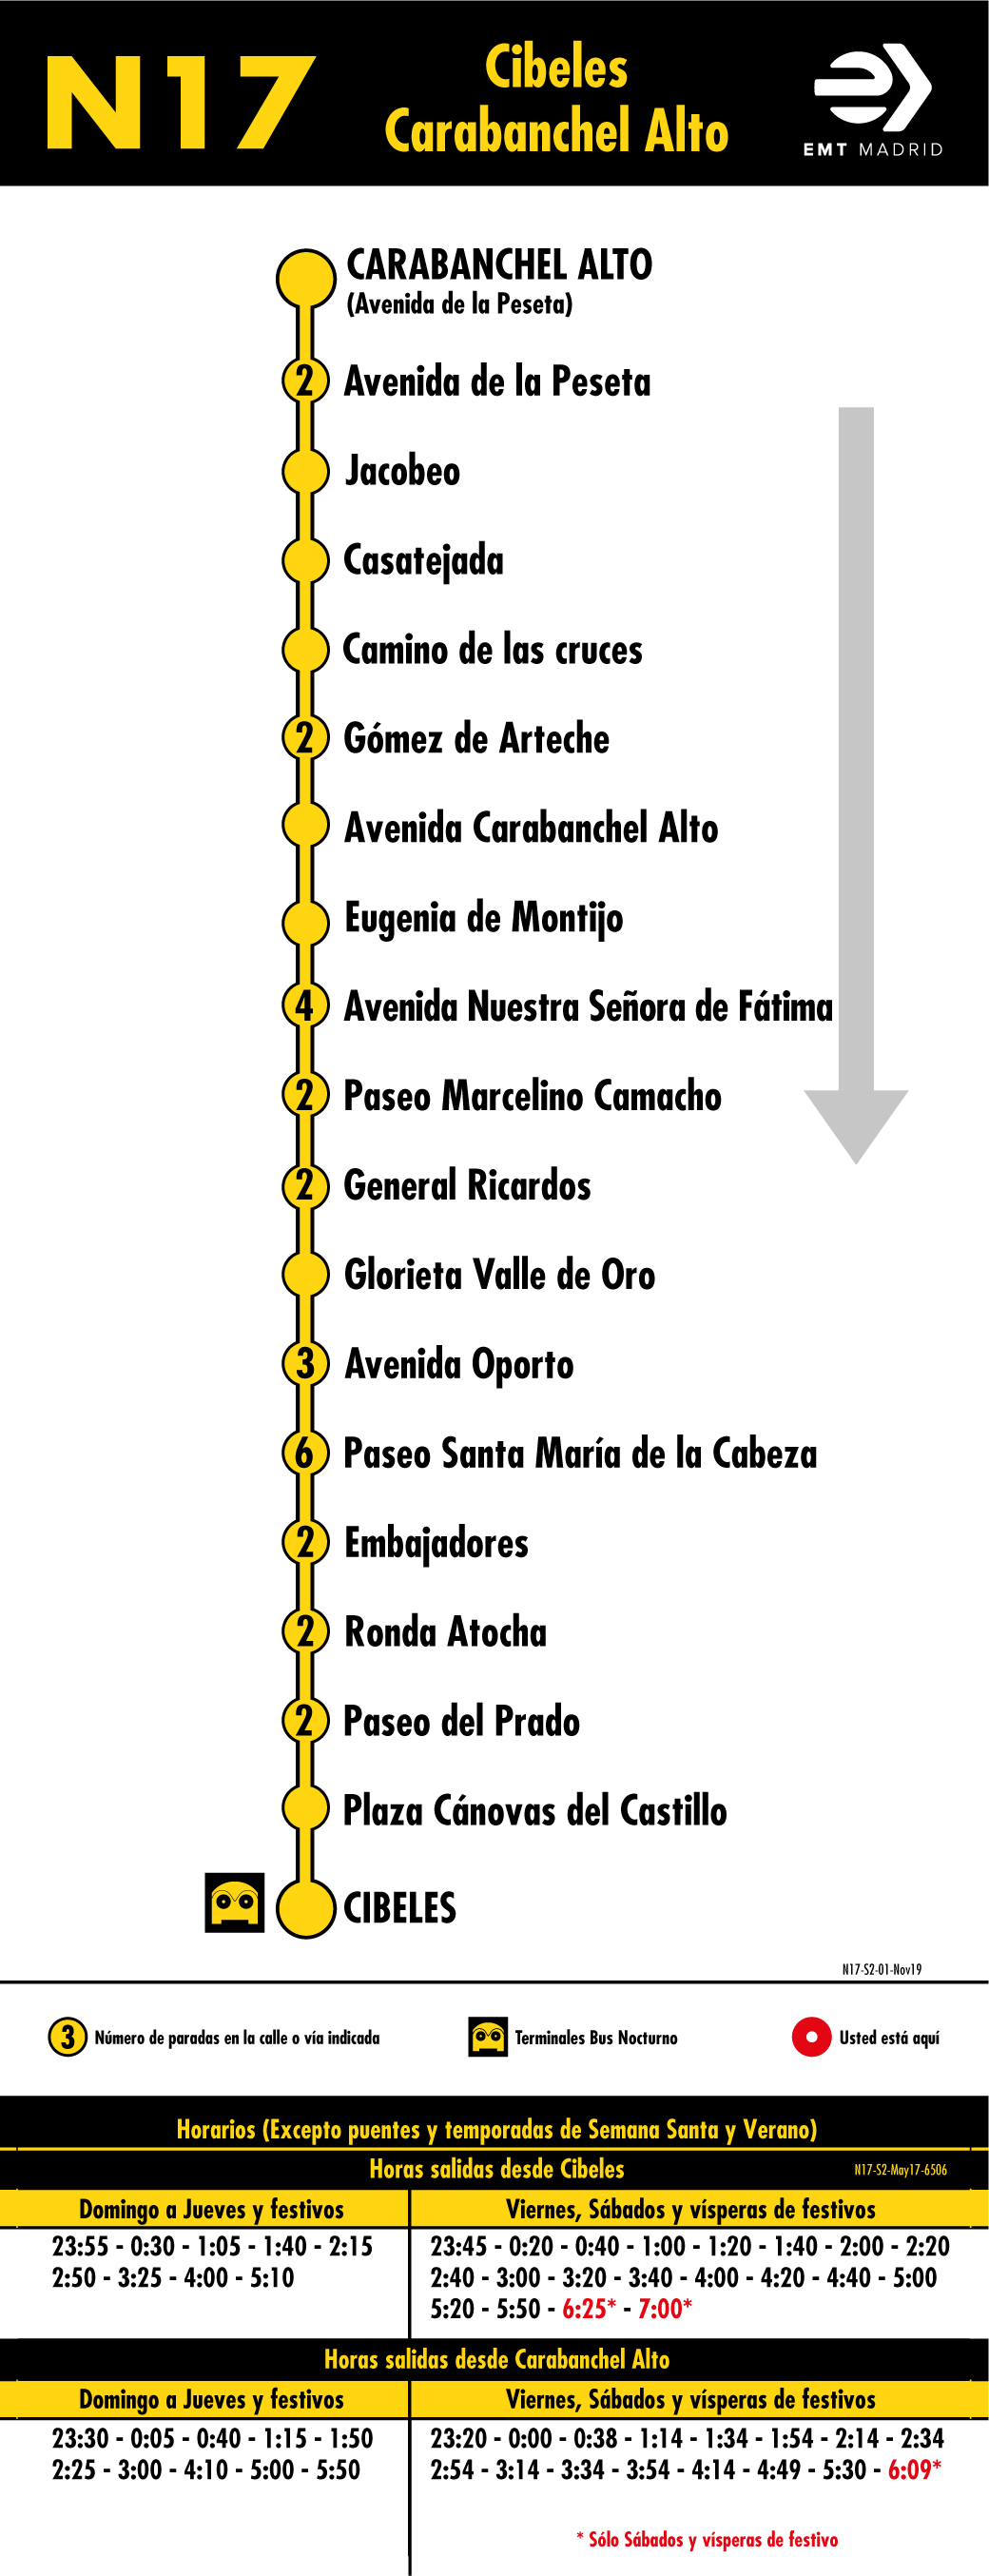 N17
Cibeles
Carabanchel Alto
EMT MADRID
CARABANCHEL ALTO
(Avenida de la Peseta)
2 Avenida de la Peseta
Jacobeo
Casatejada
Camino de las cruces
2 Gómez de Arteche
Avenida Carabanchel Alto
Eugenia de Montijo
4 Avenida Nuestra Señora de Fátima
2 Paseo Marcelino Camacho
2 General Ricardos
Glorieta Valle de Oro
3 Avenida Oporto
6 Paseo Santa María de la Cabeza
2 Embajadores
2 Ronda Atocha
2 Paseo del Prado
Plaza Cánovas del Castillo
CIBELES
N17-S2-01-Nov19
3 Número de paradas en la calle o vía indicada
Terminales Bus Nocturno
Usted está aquí
Horarios (Excepto puentes y temporadas de Semana Santa y Verano)
Horas salidas desde Cibeles
N17-S2-May17-6506
Domingo a Jueves y festivos
23:55 - 0:30 - 1:05 - 1:40 - 2:15
2:50 - 3:25 - 4:00 - 5:10
Viernes, Sábados y vísperas de festivos
23:45 - 0:20 - 0:40 - 1:00 - 1:20 - 1:40 - 2:00 - 2:20
2:40 - 3:00 - 3:20 - 3:40 - 4:00 - 4:20 - 4:40 - 5:00
5:20 - 5:50 - 6:25* - 7:00*
Horas salidas desde Carabanchel Alto
Domingo a Jueves y festivos
23:30 - 0:05 - 0:40 - 1:15 - 1:50
2:25 - 3:00 - 4:10 - 5:00 - 5:50
Viernes, Sábados y vísperas de festivos
23:20 - 0:00 - 0:38 - 1:14 - 1:34 - 1:54 - 2:14 - 2:34
2:54 - 3:14 - 3:34 - 3:54 - 4:14 - 4:49 - 5:30 - 6:09*
* Sólo Sábados y vísperas de festivo